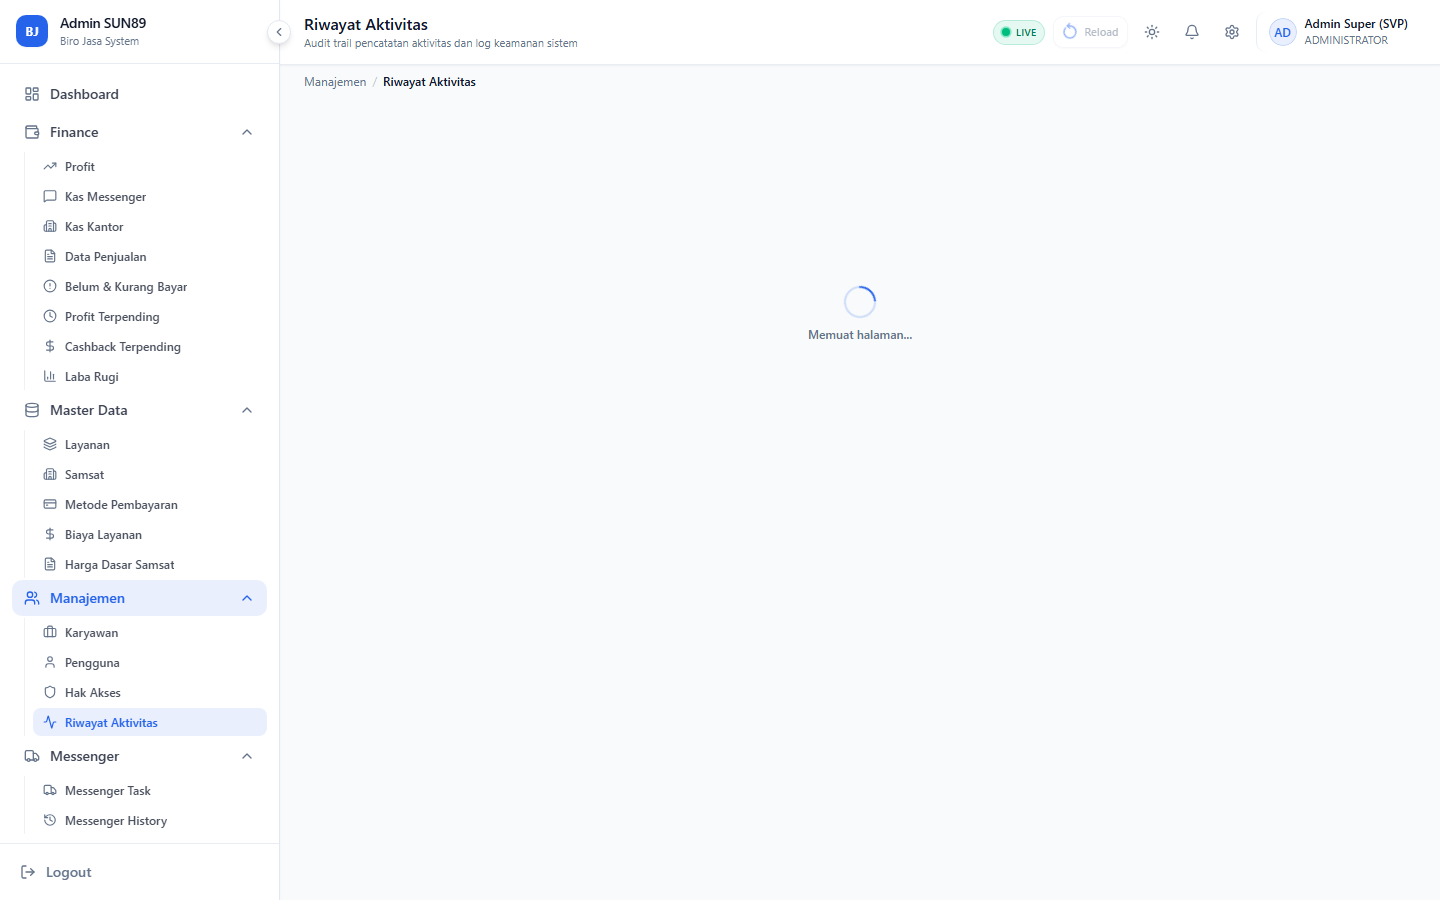 BJ
Admin SUN89
Biro Jasa System
Dashboard
Finance
Profit
Kas Messenger
Kas Kantor
Data Penjualan
Belum & Kurang Bayar
Profit Terpending
Cashback Terpending
Laba Rugi
Master Data
Layanan
Samsat
Metode Pembayaran
Biaya Layanan
Harga Dasar Samsat
Manajemen
Karyawan
Pengguna
Hak Akses
Riwayat Aktivitas
Messenger
Messenger Task
Messenger History
Logout
Riwayat Aktivitas
Audit trail pencatatan aktivitas dan log keamanan sistem
LIVE
Reload
AD
Admin Super (SVP)
ADMINISTRATOR
Manajemen / Riwayat Aktivitas
Memuat halaman...